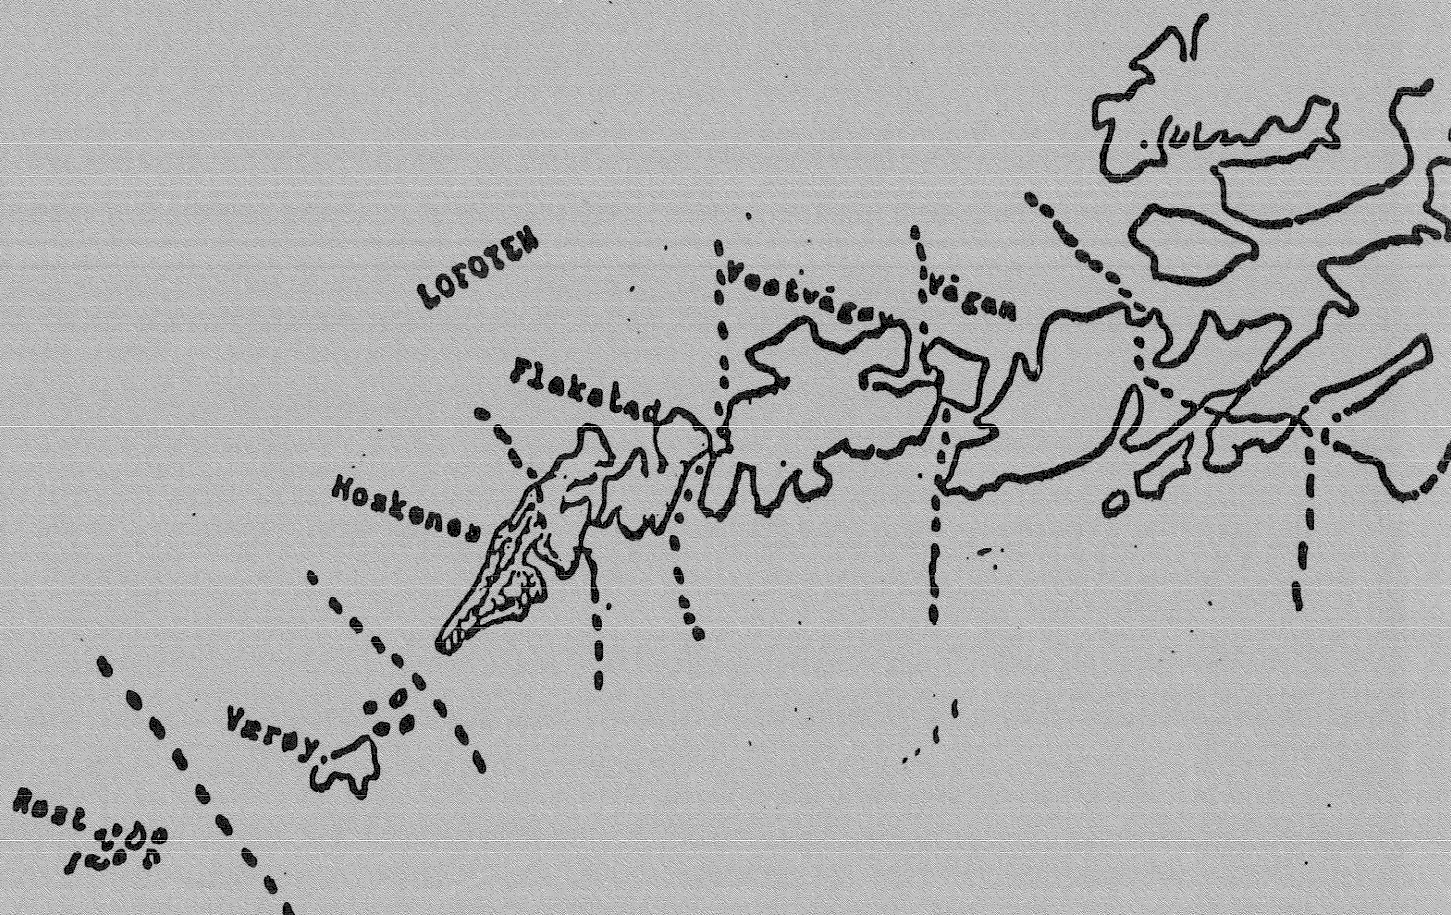 LOFOTEN
Vestvågøy
Vågan
Flakstad
Moskenes
Værøy
Røst